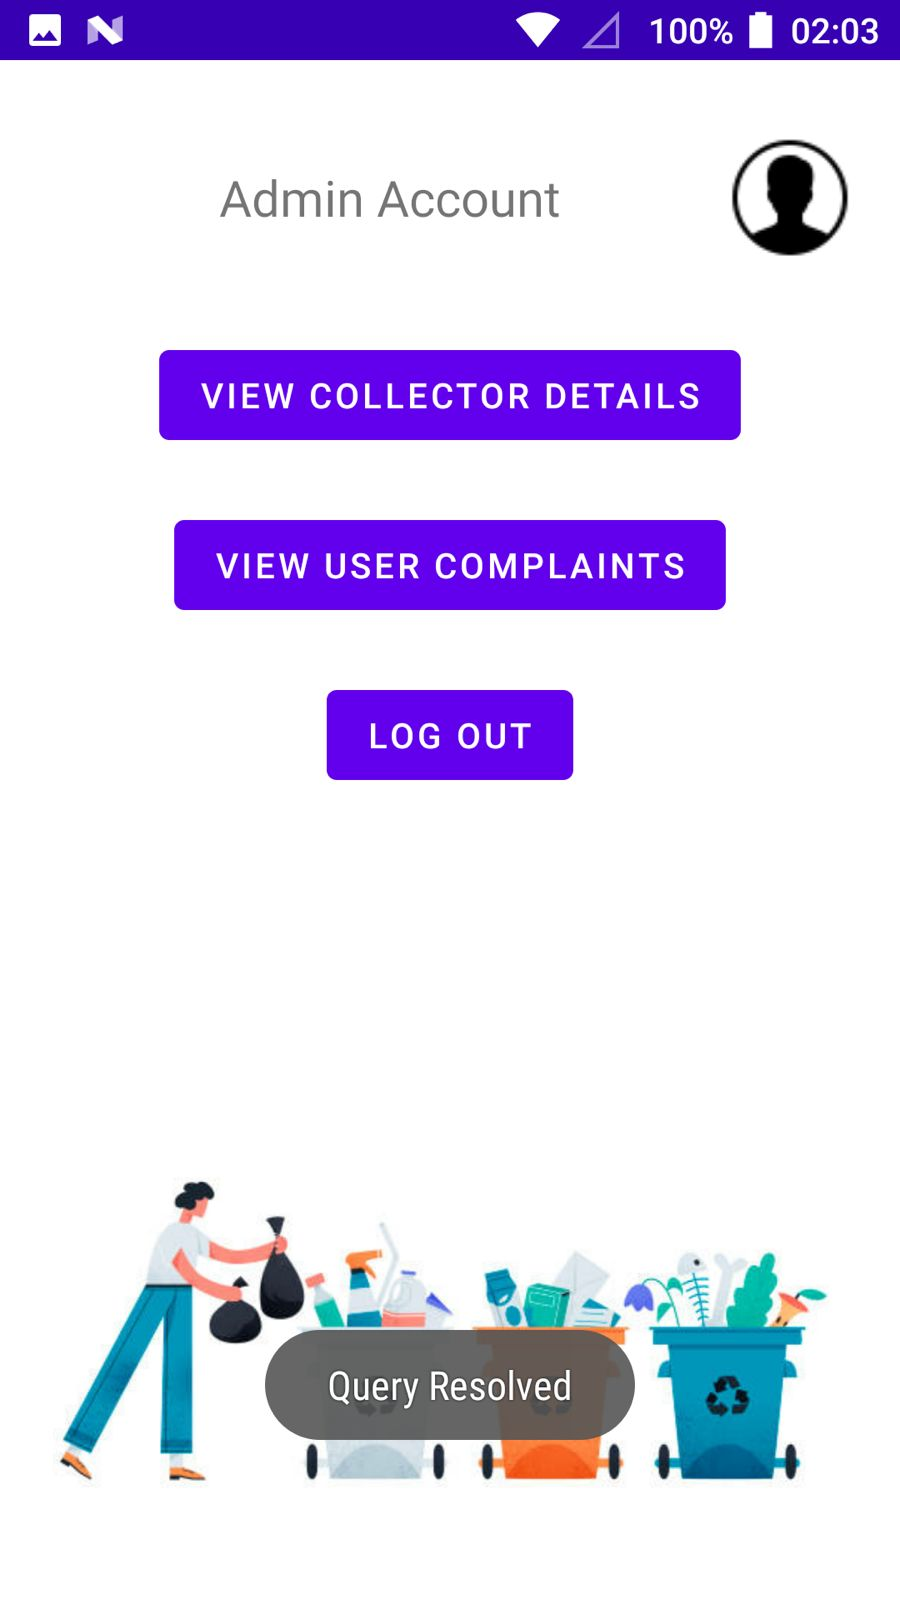 100% 02:03
Admin Account
VIEW COLLECTOR DETAILS
VIEW USER COMPLAINTS
LOG OUT
Query Resolved